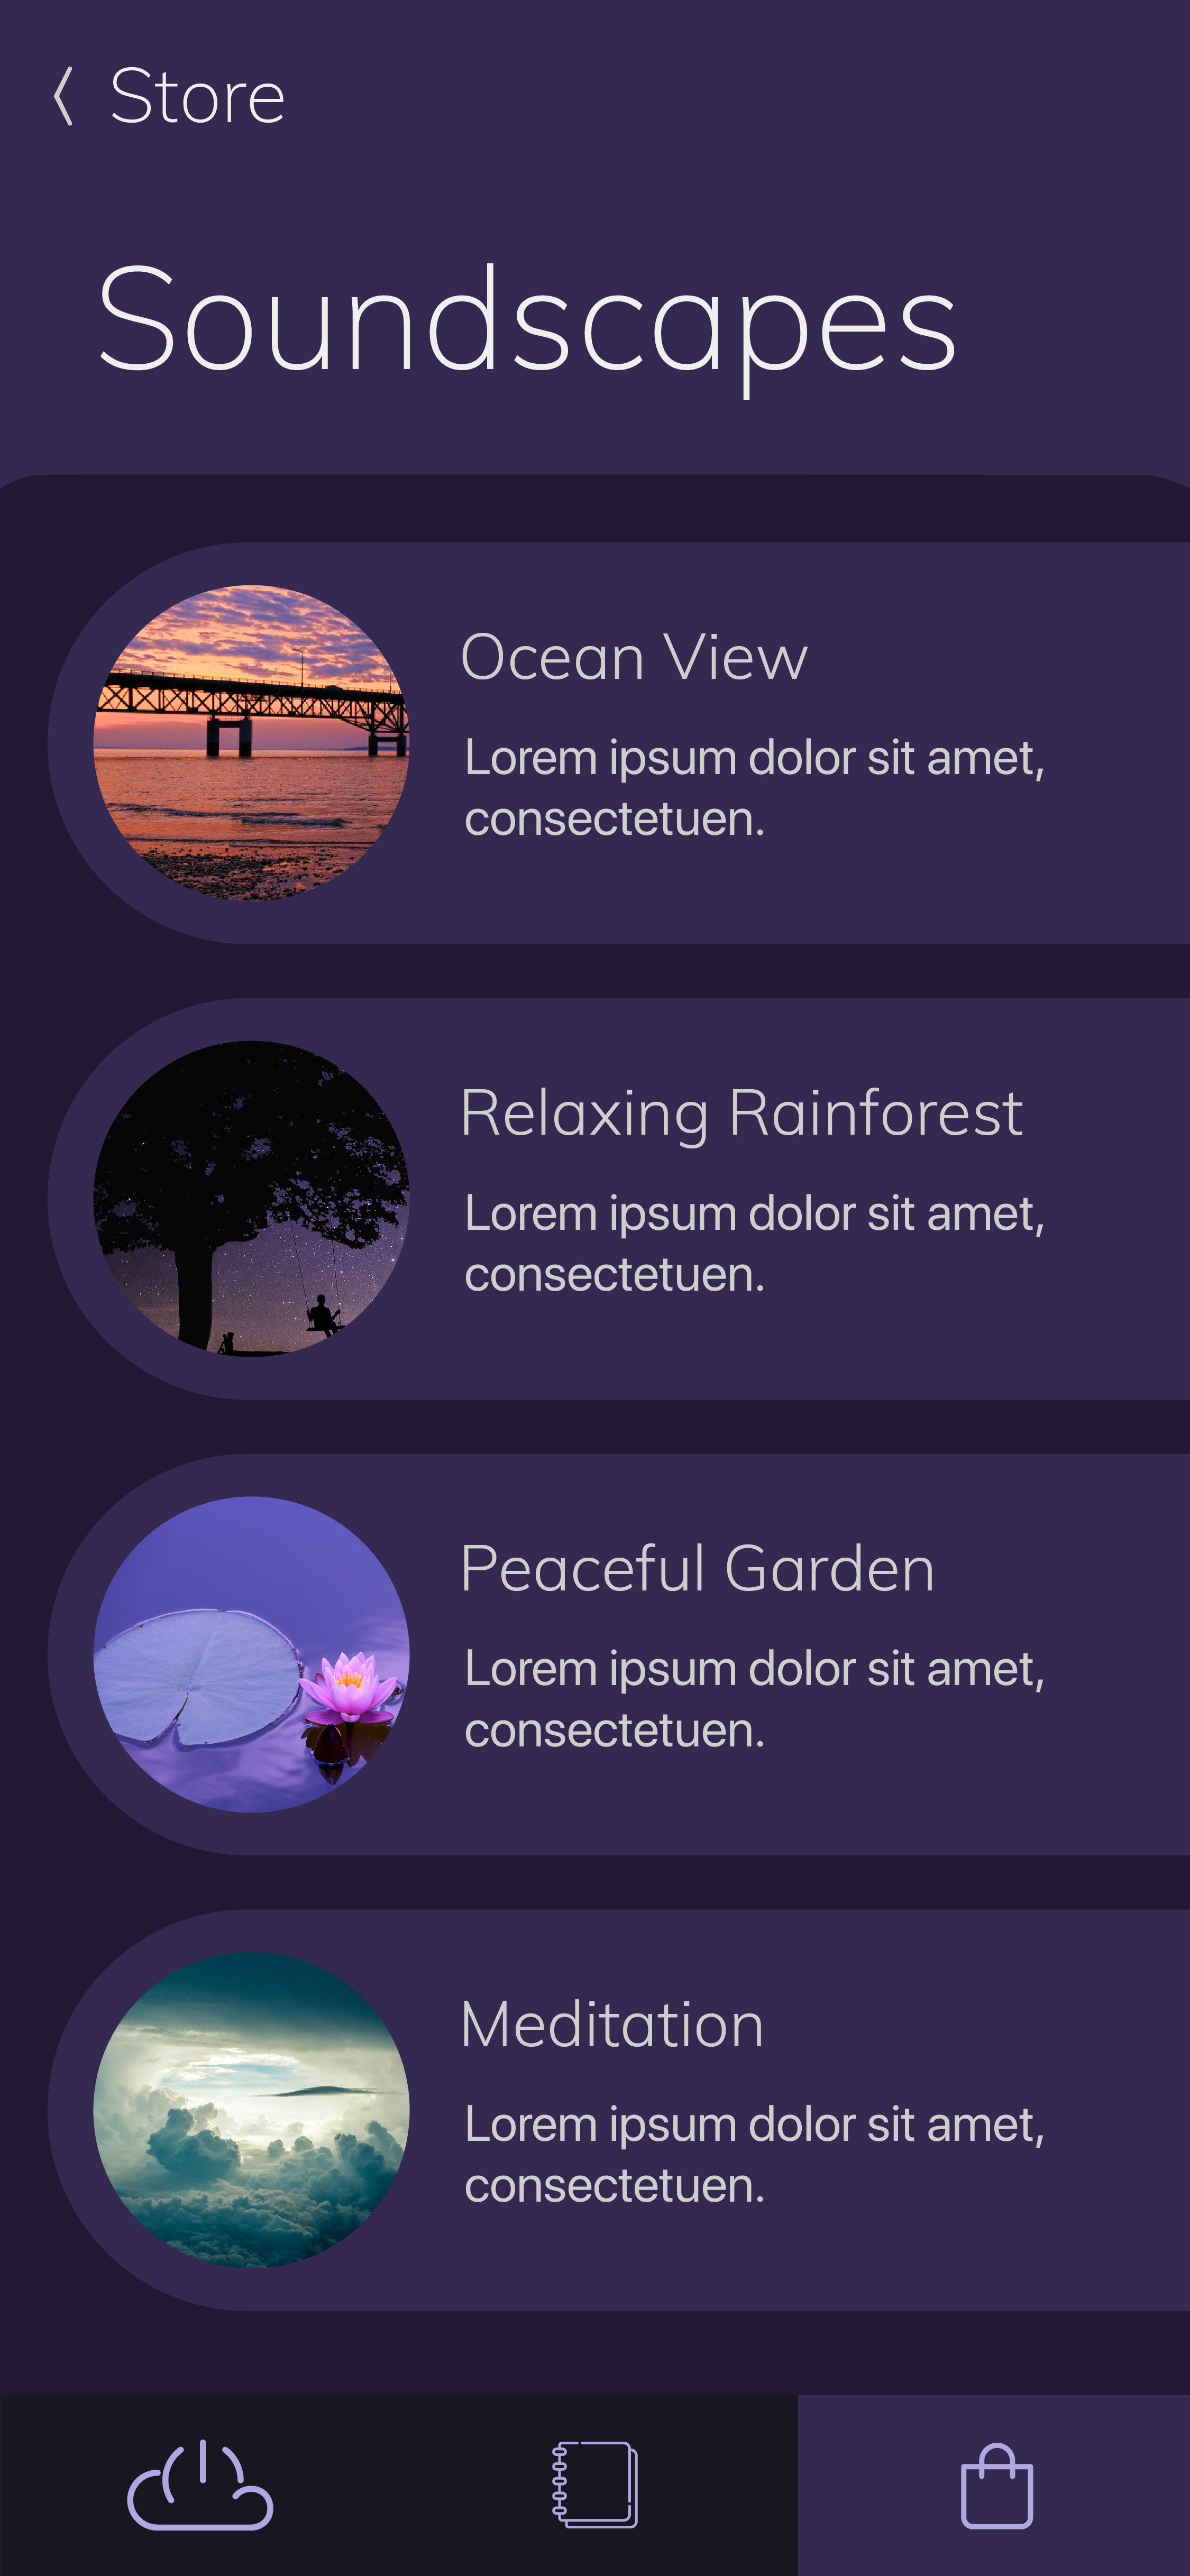 Store
Soundscapes
Ocean View
Lorem ipsum dolor sit amet,
consectetuen.
Relaxing Rainforest
Lorem ipsum dolor sit amet,
consectetuen.
Peaceful Garden
Lorem ipsum dolor sit amet,
consectetuen.
Meditation
Lorem ipsum dolor sit amet,
consectetuen.